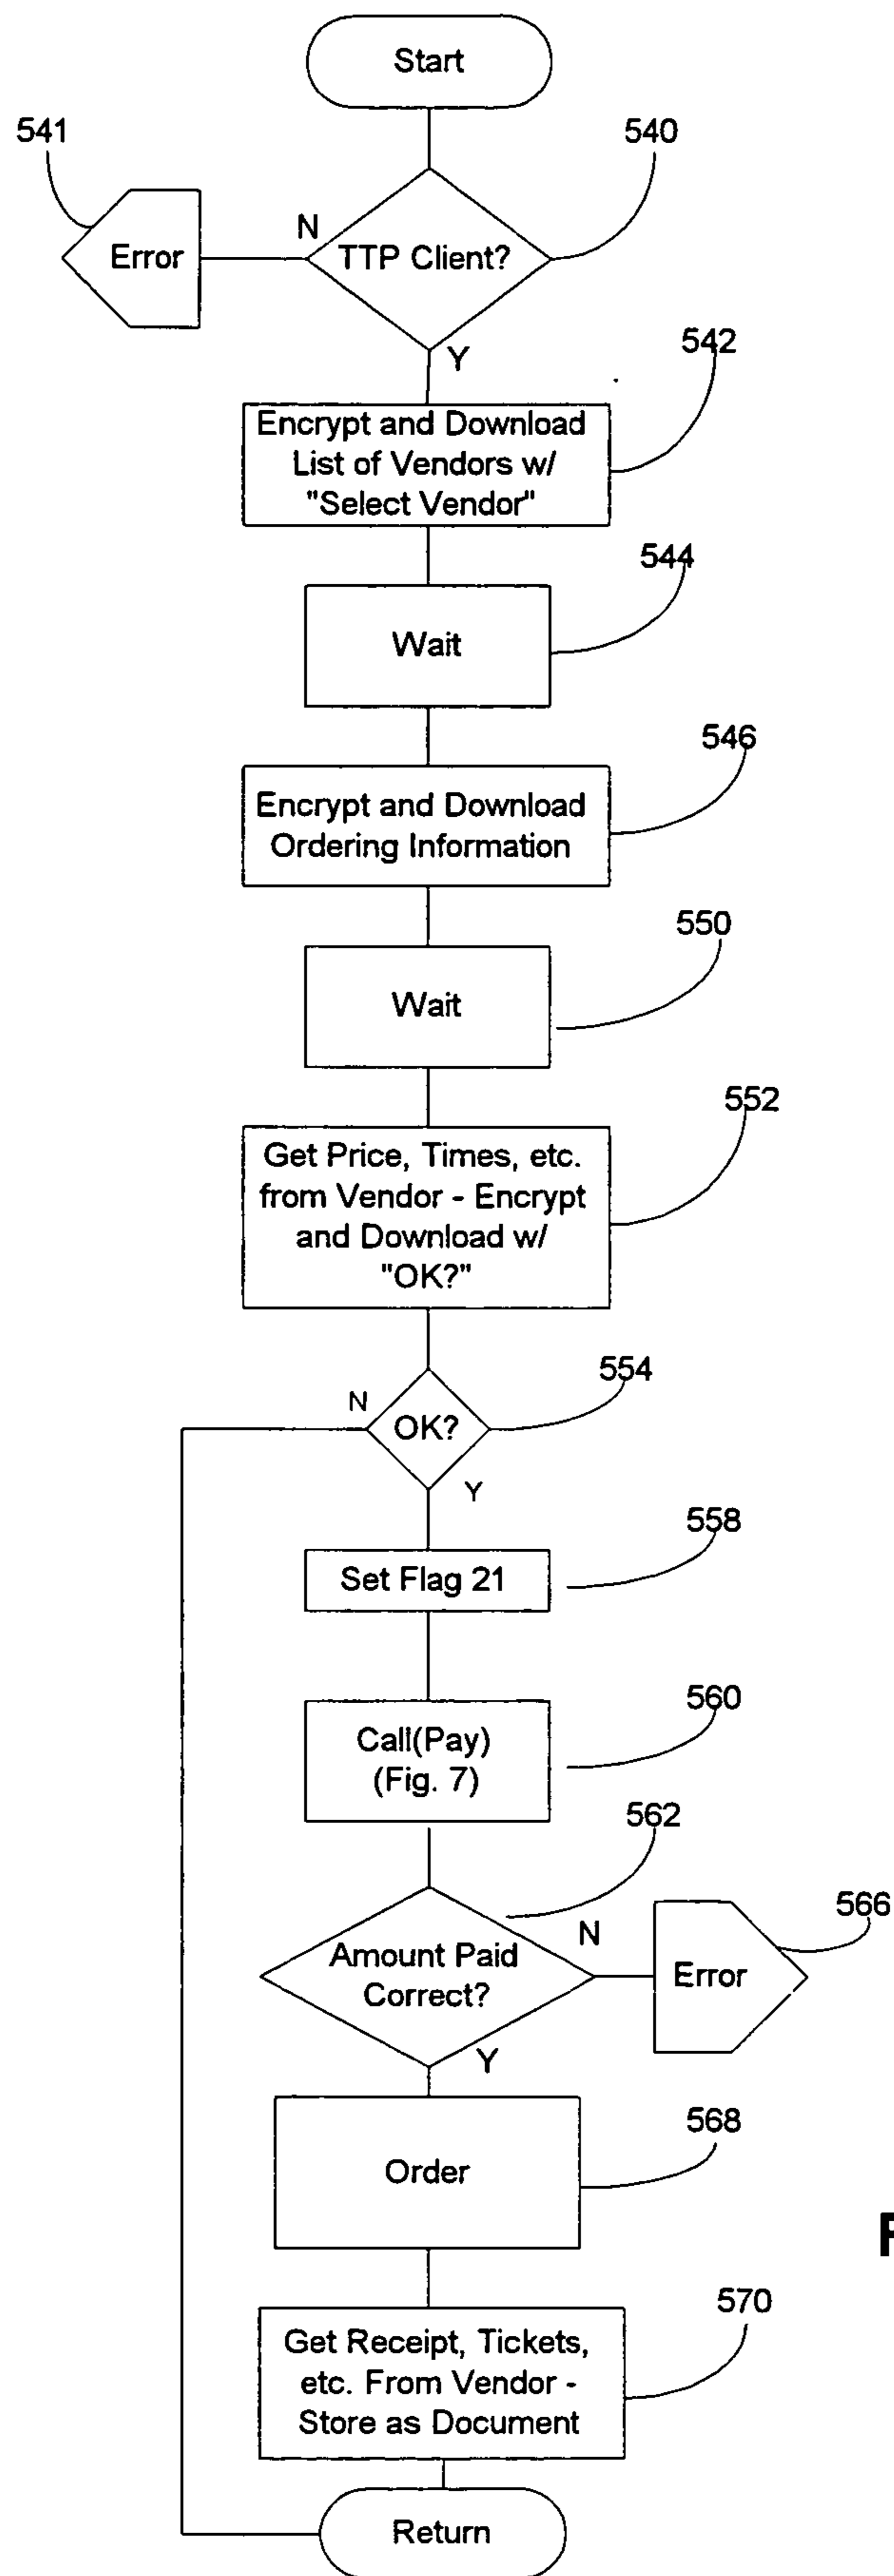 Start
541
540
N
Error
TTP Client?
Y
542
Encrypt and Download
List of Vendors w/
"Select Vendor"
544
Wait
546
Encrypt and Download
Ordering Information
550
Wait
552
Get Price, Times, etc.
from Vendor - Encrypt
and Download w/
"OK?"
554
N
OK?
Y
558
Set Flag 21
560
Call(Pay)
(Fig. 7)
562
566
N
Amount Paid
Correct?
Error
Y
568
Order
570
Get Receipt, Tickets,
etc. From Vendor -
Store as Document
Return